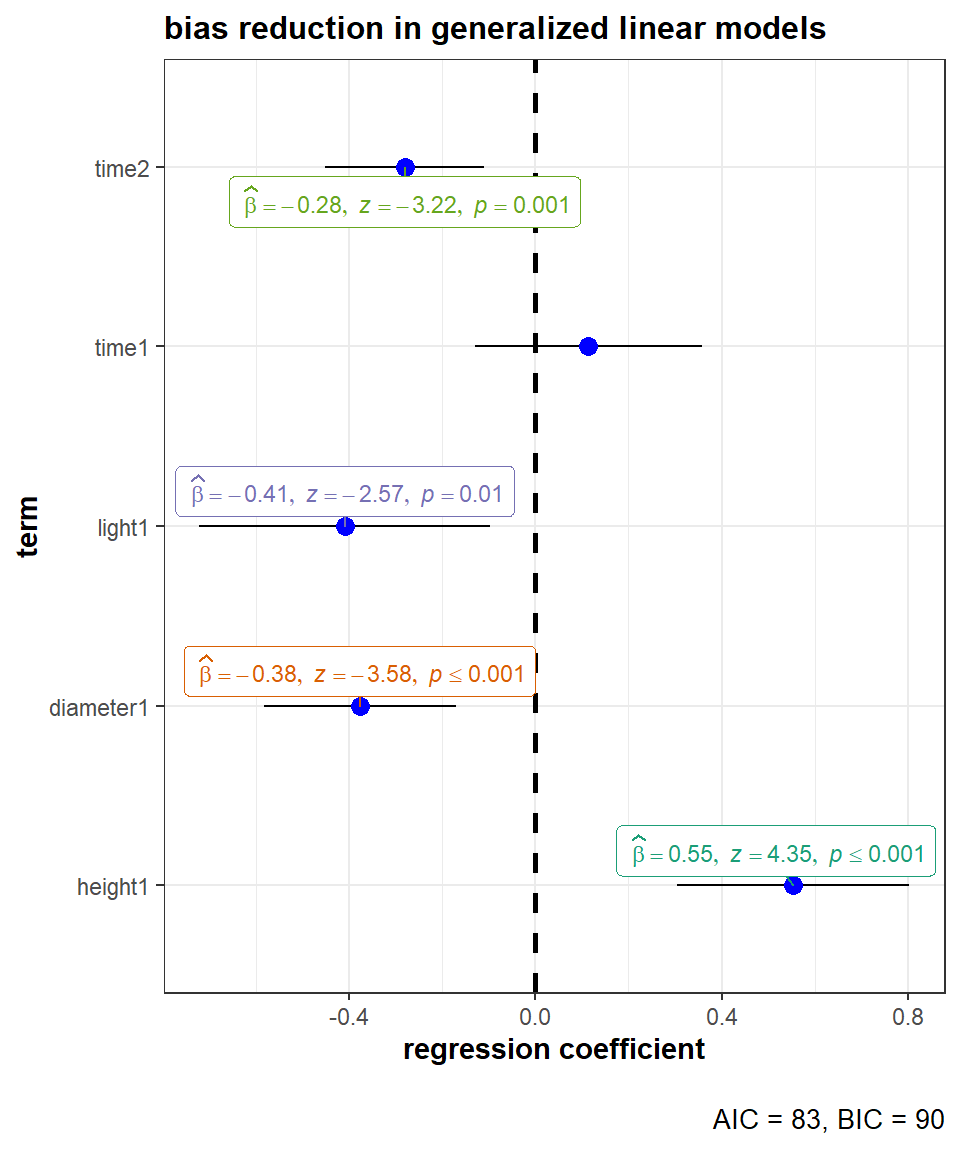 bias reduction in generalized linear models
time2
β̂ = −0.28, z = −3.22, p = 0.001
time1
β̂ = −0.41, z = −2.57, p = 0.01
light1
term
β̂ = −0.38, z = −3.58, p ≤ 0.001
diameter1
β̂ = 0.55, z = 4.35, p ≤ 0.001
height1
-0.4 0.0 0.4 0.8
regression coefficient
AIC = 83, BIC = 90